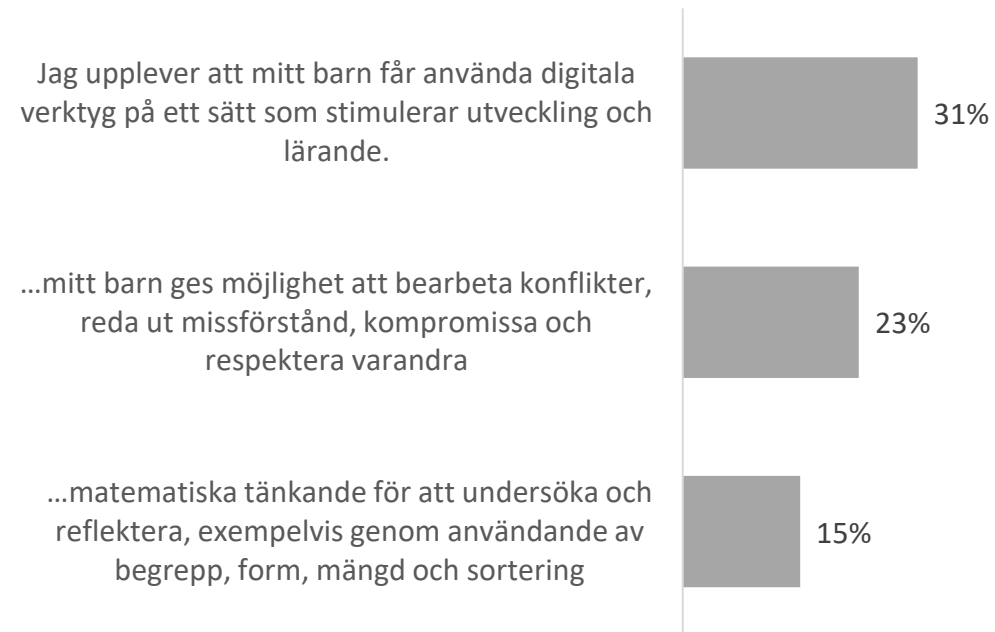 Jag upplever att mitt barn får använda digitala
verktyg på ett sätt som stimulerar utveckling och
lärande.
31%
…mitt barn ges möjlighet att bearbeta konflikter,
reda ut missförstånd, kompromissa och
respektera varandra
23%
…matematiska tänkande för att undersöka och
reflektera, exempelvis genom användande av
begrepp, form, mängd och sortering
15%